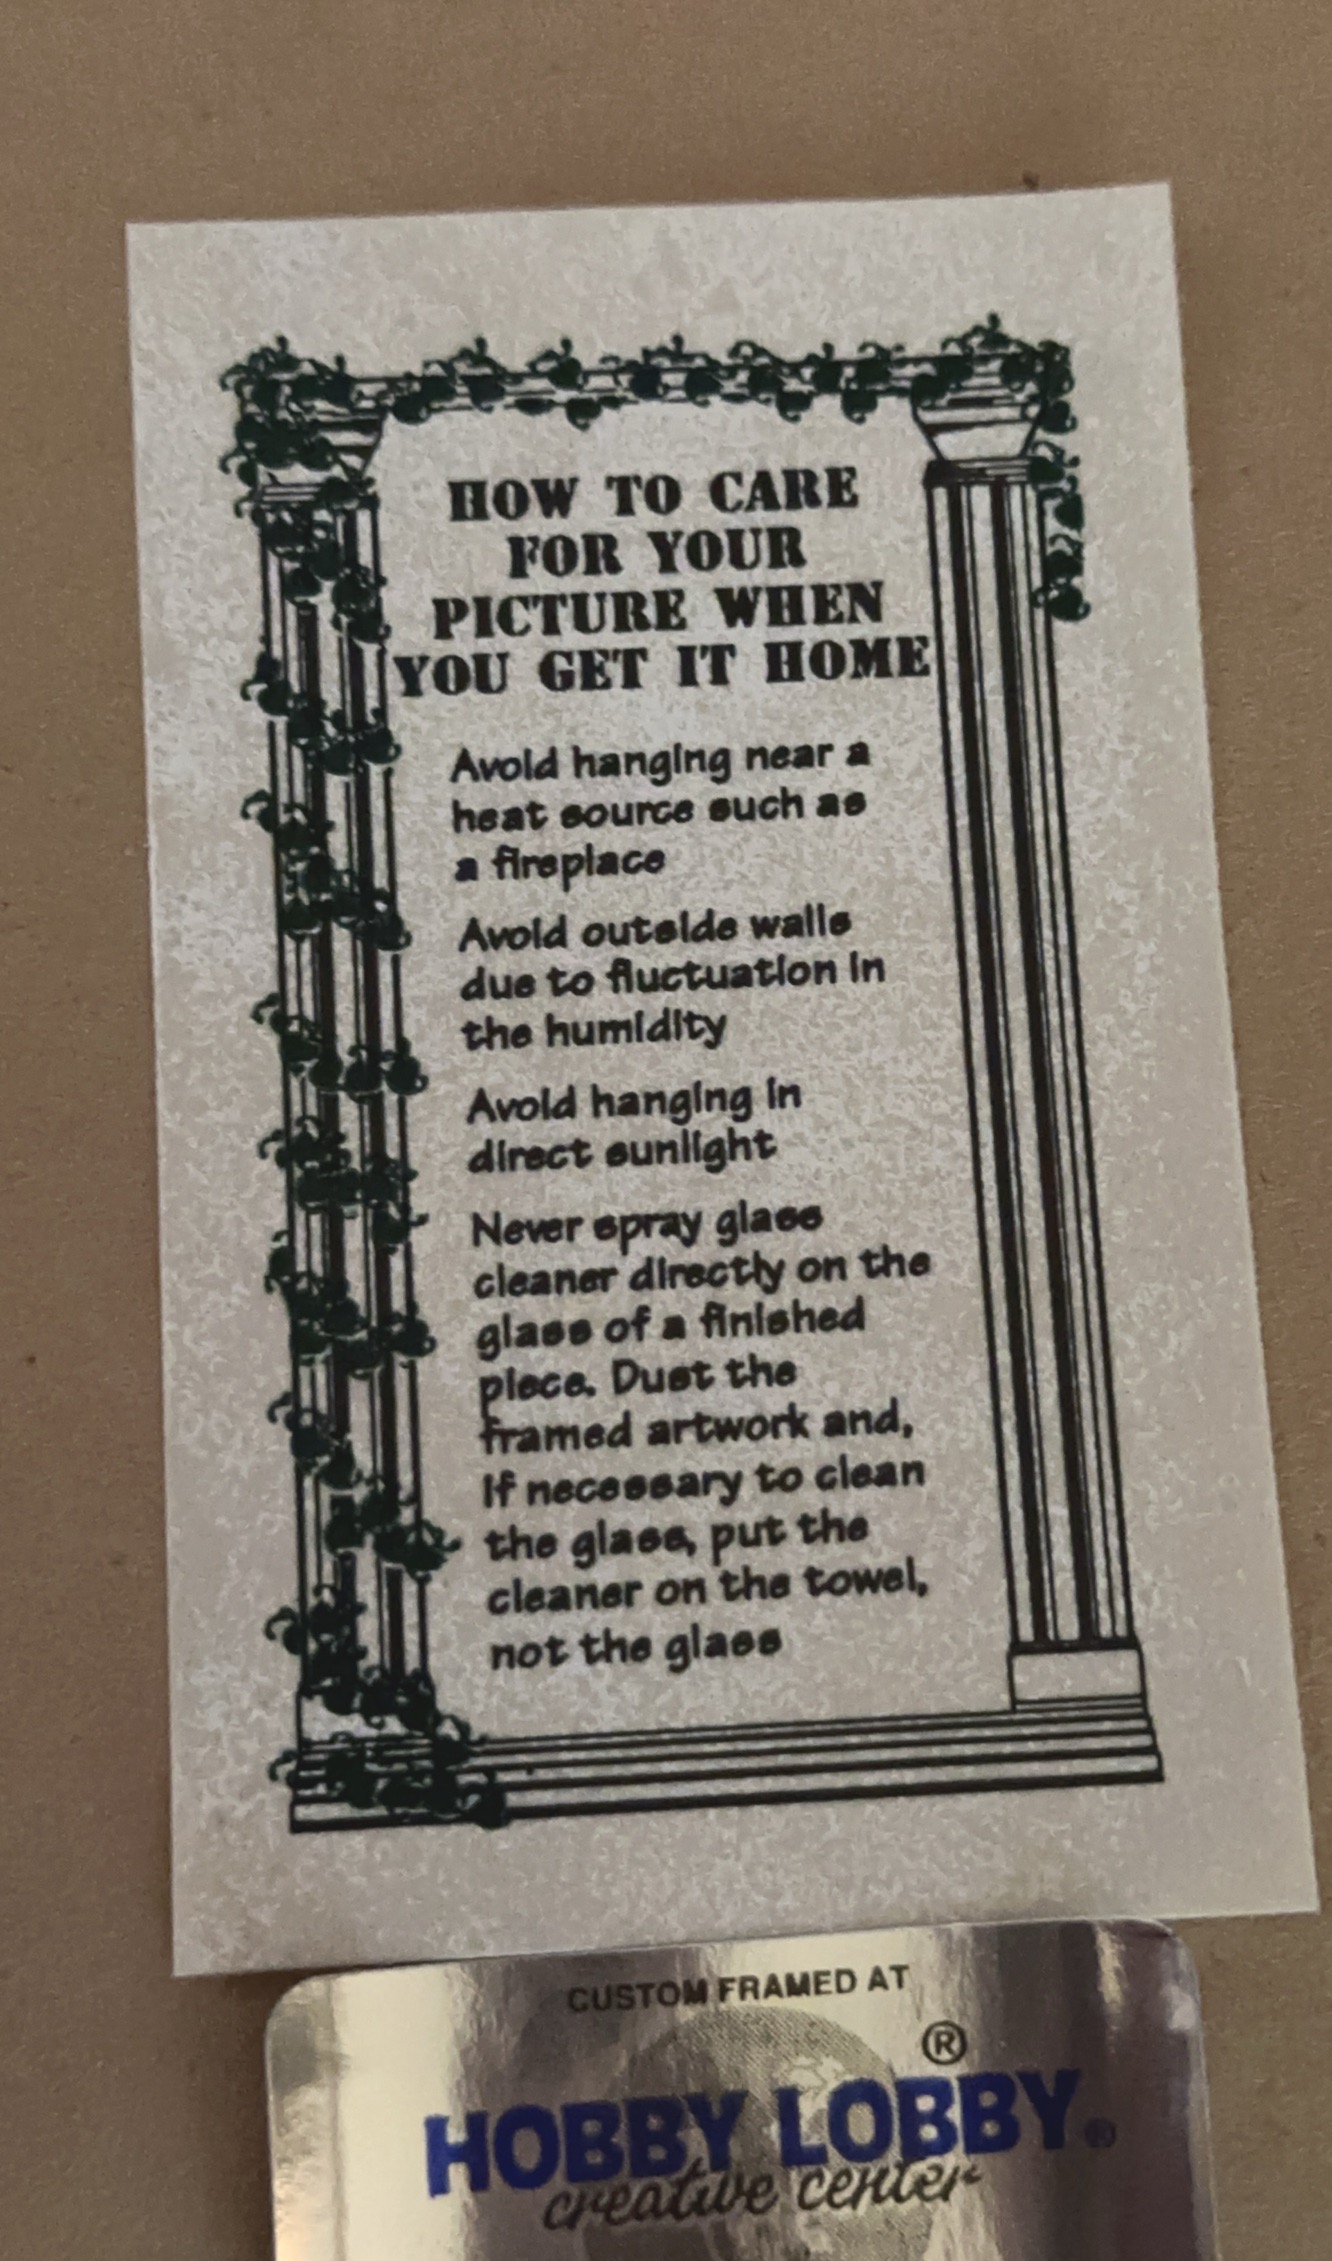 HOW TO CARE
FOR YOUR
PICTURE WHEN
YOU GET IT HOME
Avoid hanging near a
heat source such as
a fireplace
Avoid outside walls
due to fluctuation in
the humidity
Avoid hanging in
direct sunlight
Never spray glass
cleaner directly on the
glass of a finished
piece. Dust the
framed artwork and,
if necessary to clean
the glass, put the
cleaner on the towel,
not the glass
CUSTOM FRAMED AT
®
HOBBY LOBBY®
creative center